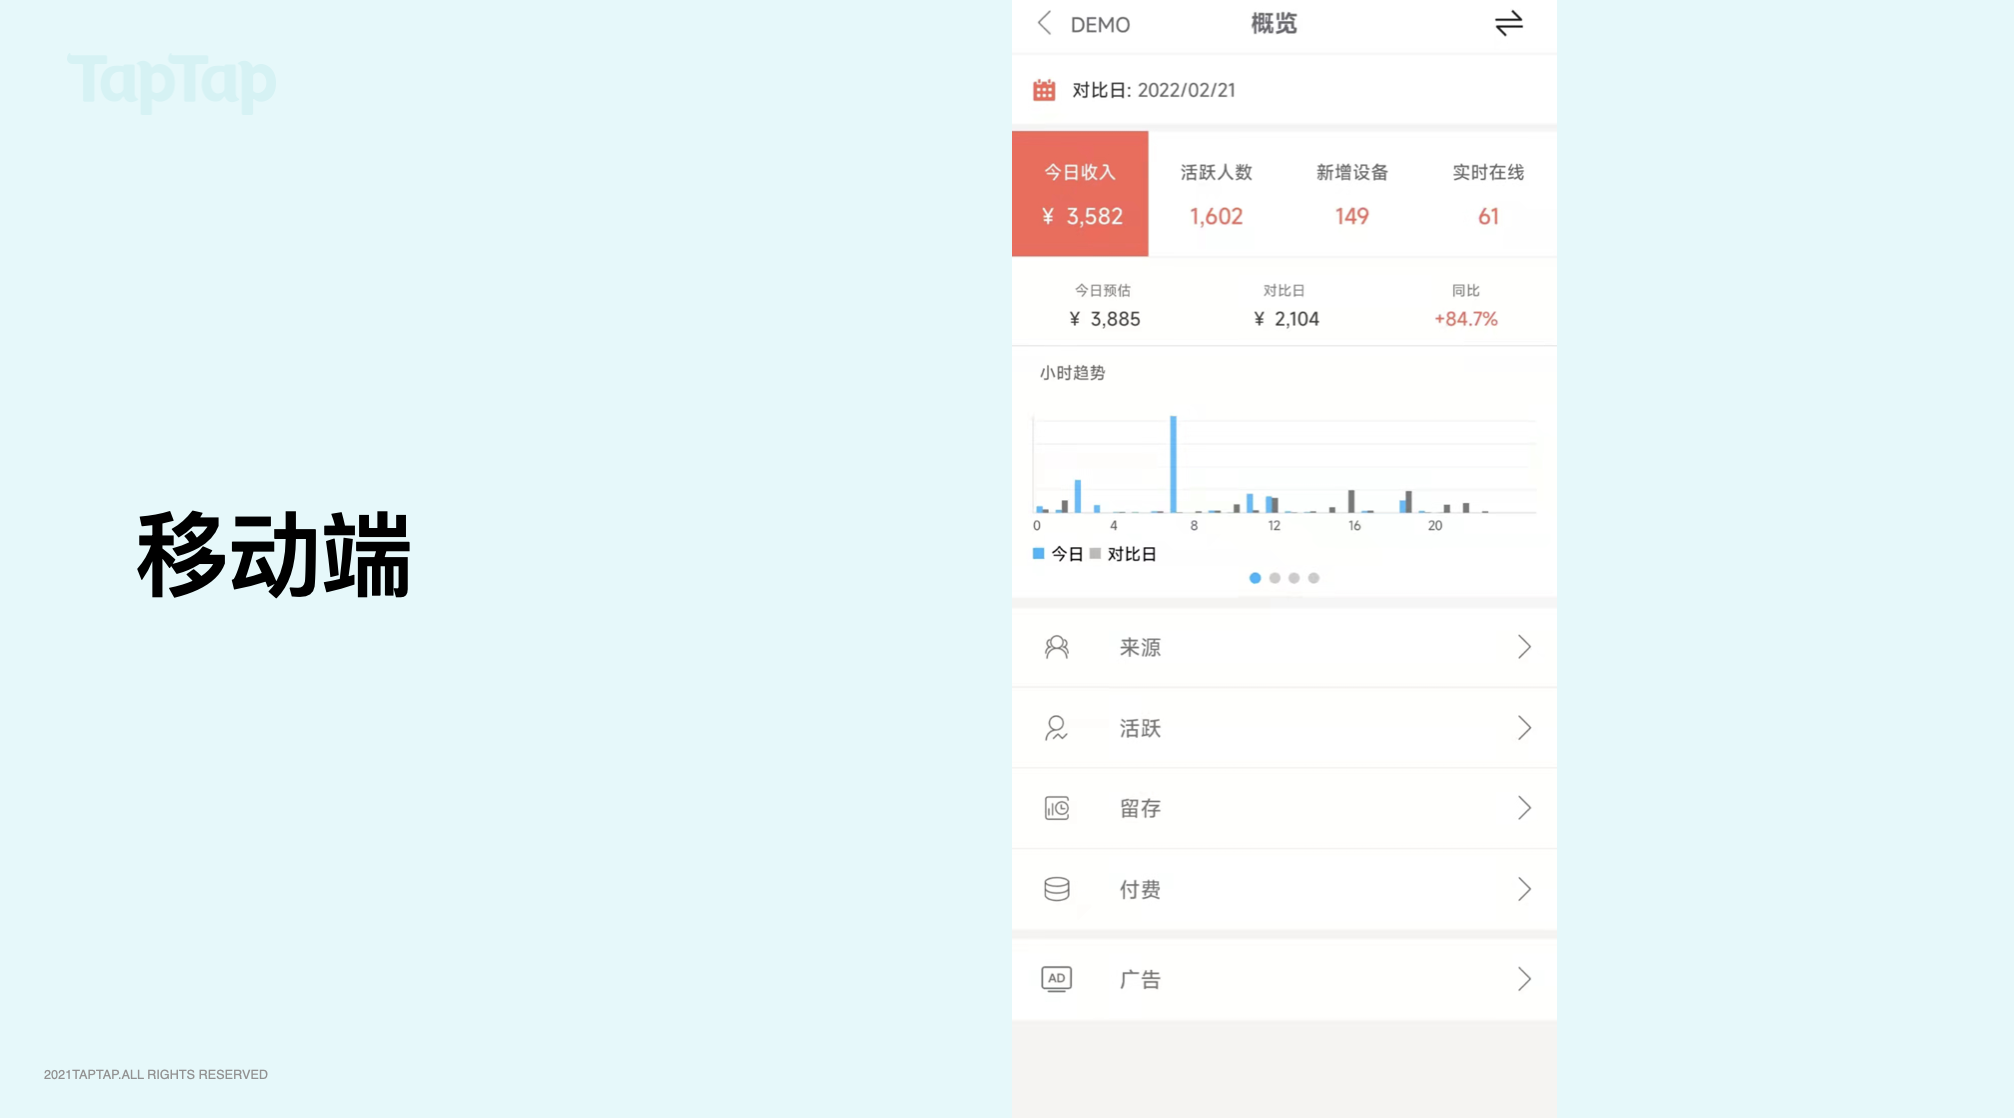 TapTap
移动端
2021TAPTAP.ALL RIGHTS RESERVED
DEMO 概览
对比日: 2022/02/21
今日收入 活跃人数 新增设备 实时在线
¥ 3,582 1,602 149 61
今日预估 对比日 同比
¥ 3,885 ¥ 2,104 +84.7%
小时趋势
0 4 8 12 16 20
今日 对比日
来源
活跃
留存
付费
AD 广告